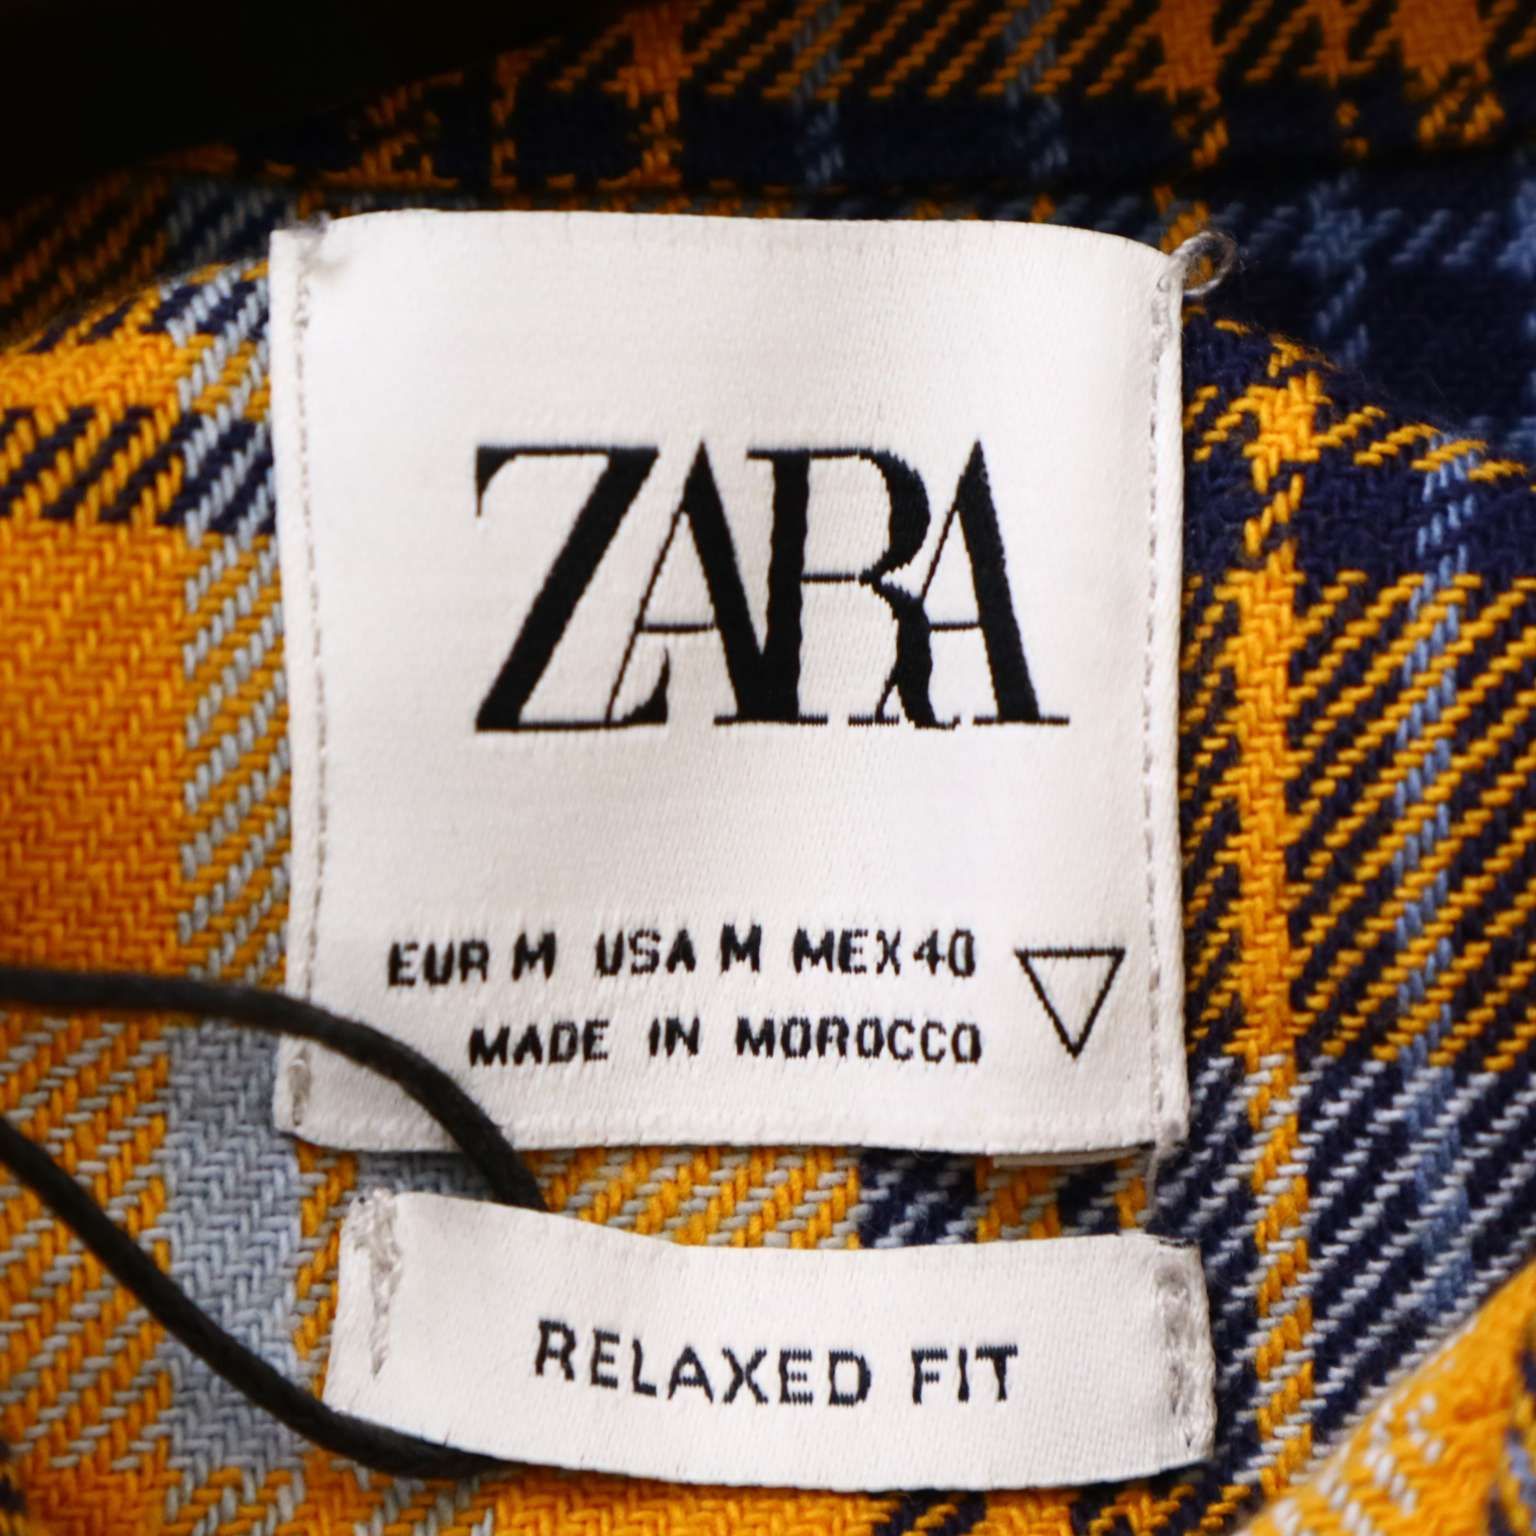 ZARA
EUR M USA M MEX 40
MADE IN MOROCCO
RELAXED FIT